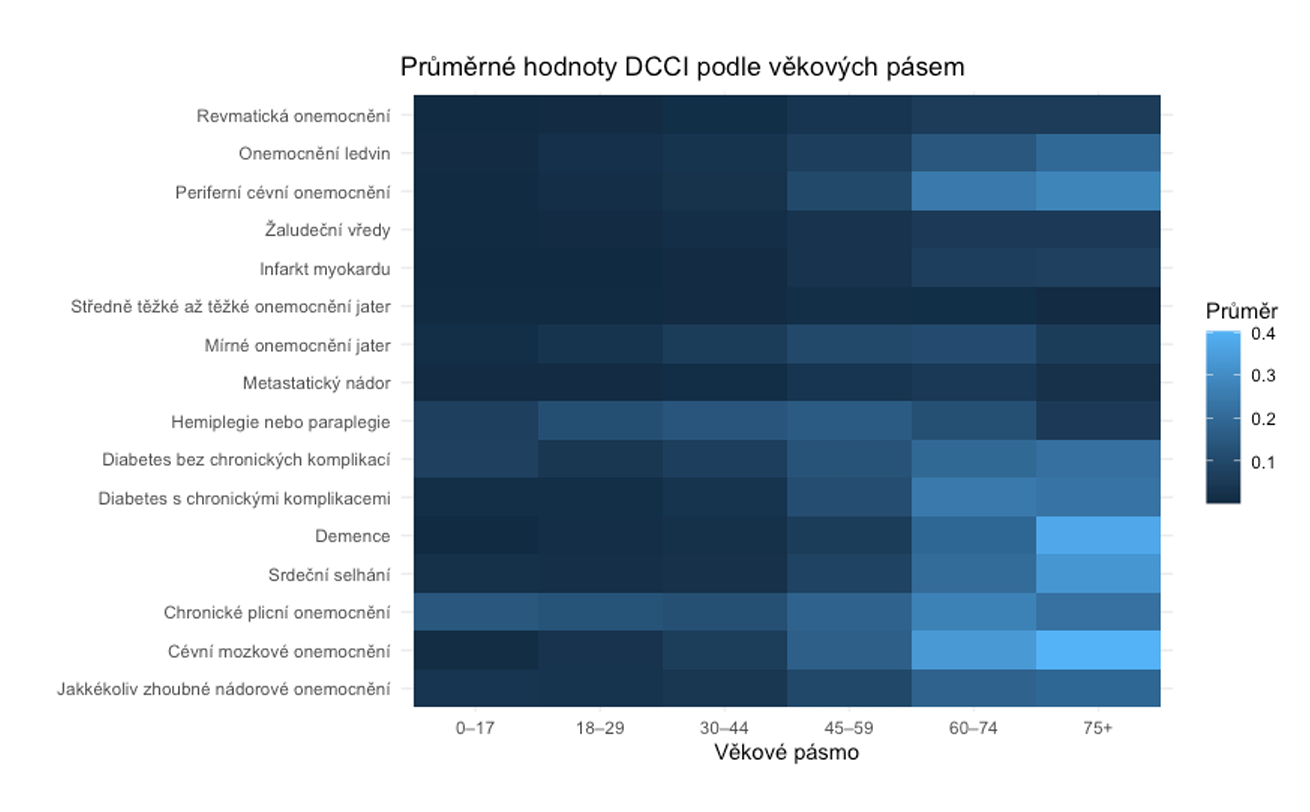 Průměrné hodnoty DCCI podle věkových pásem
Revmatická onemocnění
Onemocnění ledvin
Periferní cévní onemocnění
Žaludeční vředy
Infarkt myokardu
Středně těžké až těžké onemocnění jater
Mírné onemocnění jater
Metastatický nádor
Hemiplegie nebo paraplegie
Diabetes bez chronických komplikací
Diabetes s chronickými komplikacemi
Demence
Srdeční selhání
Chronické plicní onemocnění
Cévní mozkové onemocnění
Jakkékoliv zhoubné nádorové onemocnění
0–17 18–29 30–44 45–59 60–74 75+
Věkové pásmo
Průměr
0.4
0.3
0.2
0.1